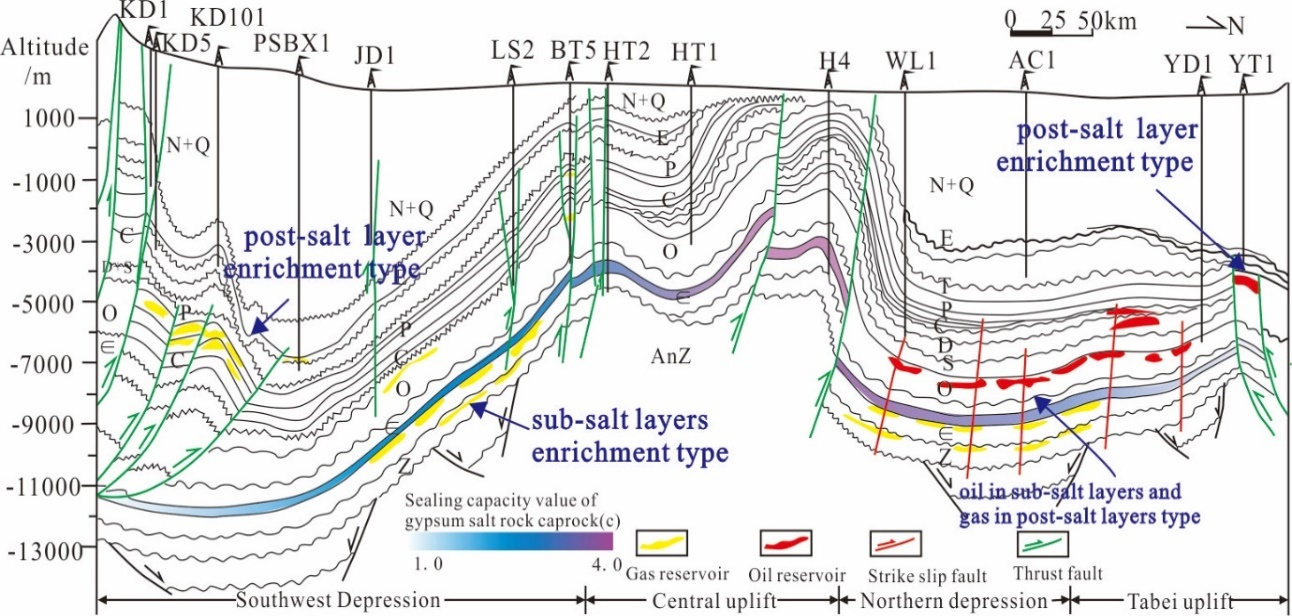 KD1
KD101
KD5
PSBX1
JD1
LS2
BT5
HT2
HT1
H4
WL1
AC1
YD1
YT1
0 25 50km
N
Altitude
/m
1000
-1000
-3000
-5000
-7000
-9000
-11000
-13000
N+Q
C
D+S
O
∈
P
C
post-salt layer
enrichment type
N+Q
P
C
O
∈
Z
sub-salt layers
enrichment type
N+Q
E
P
C
O
∈
AnZ
post-salt layer
enrichment type
N+Q
E
T
P
C
D
S
O
∈
Z
oil in sub-salt layers and
gas in post-salt layers type
Sealing capacity value of
gypsum salt rock caprock(c)
1.0
4.0
Gas reservoir
Oil reservoir
Strike slip fault
Thrust fault
Southwest Depression
Central uplift
Northern depression
Tabei uplift